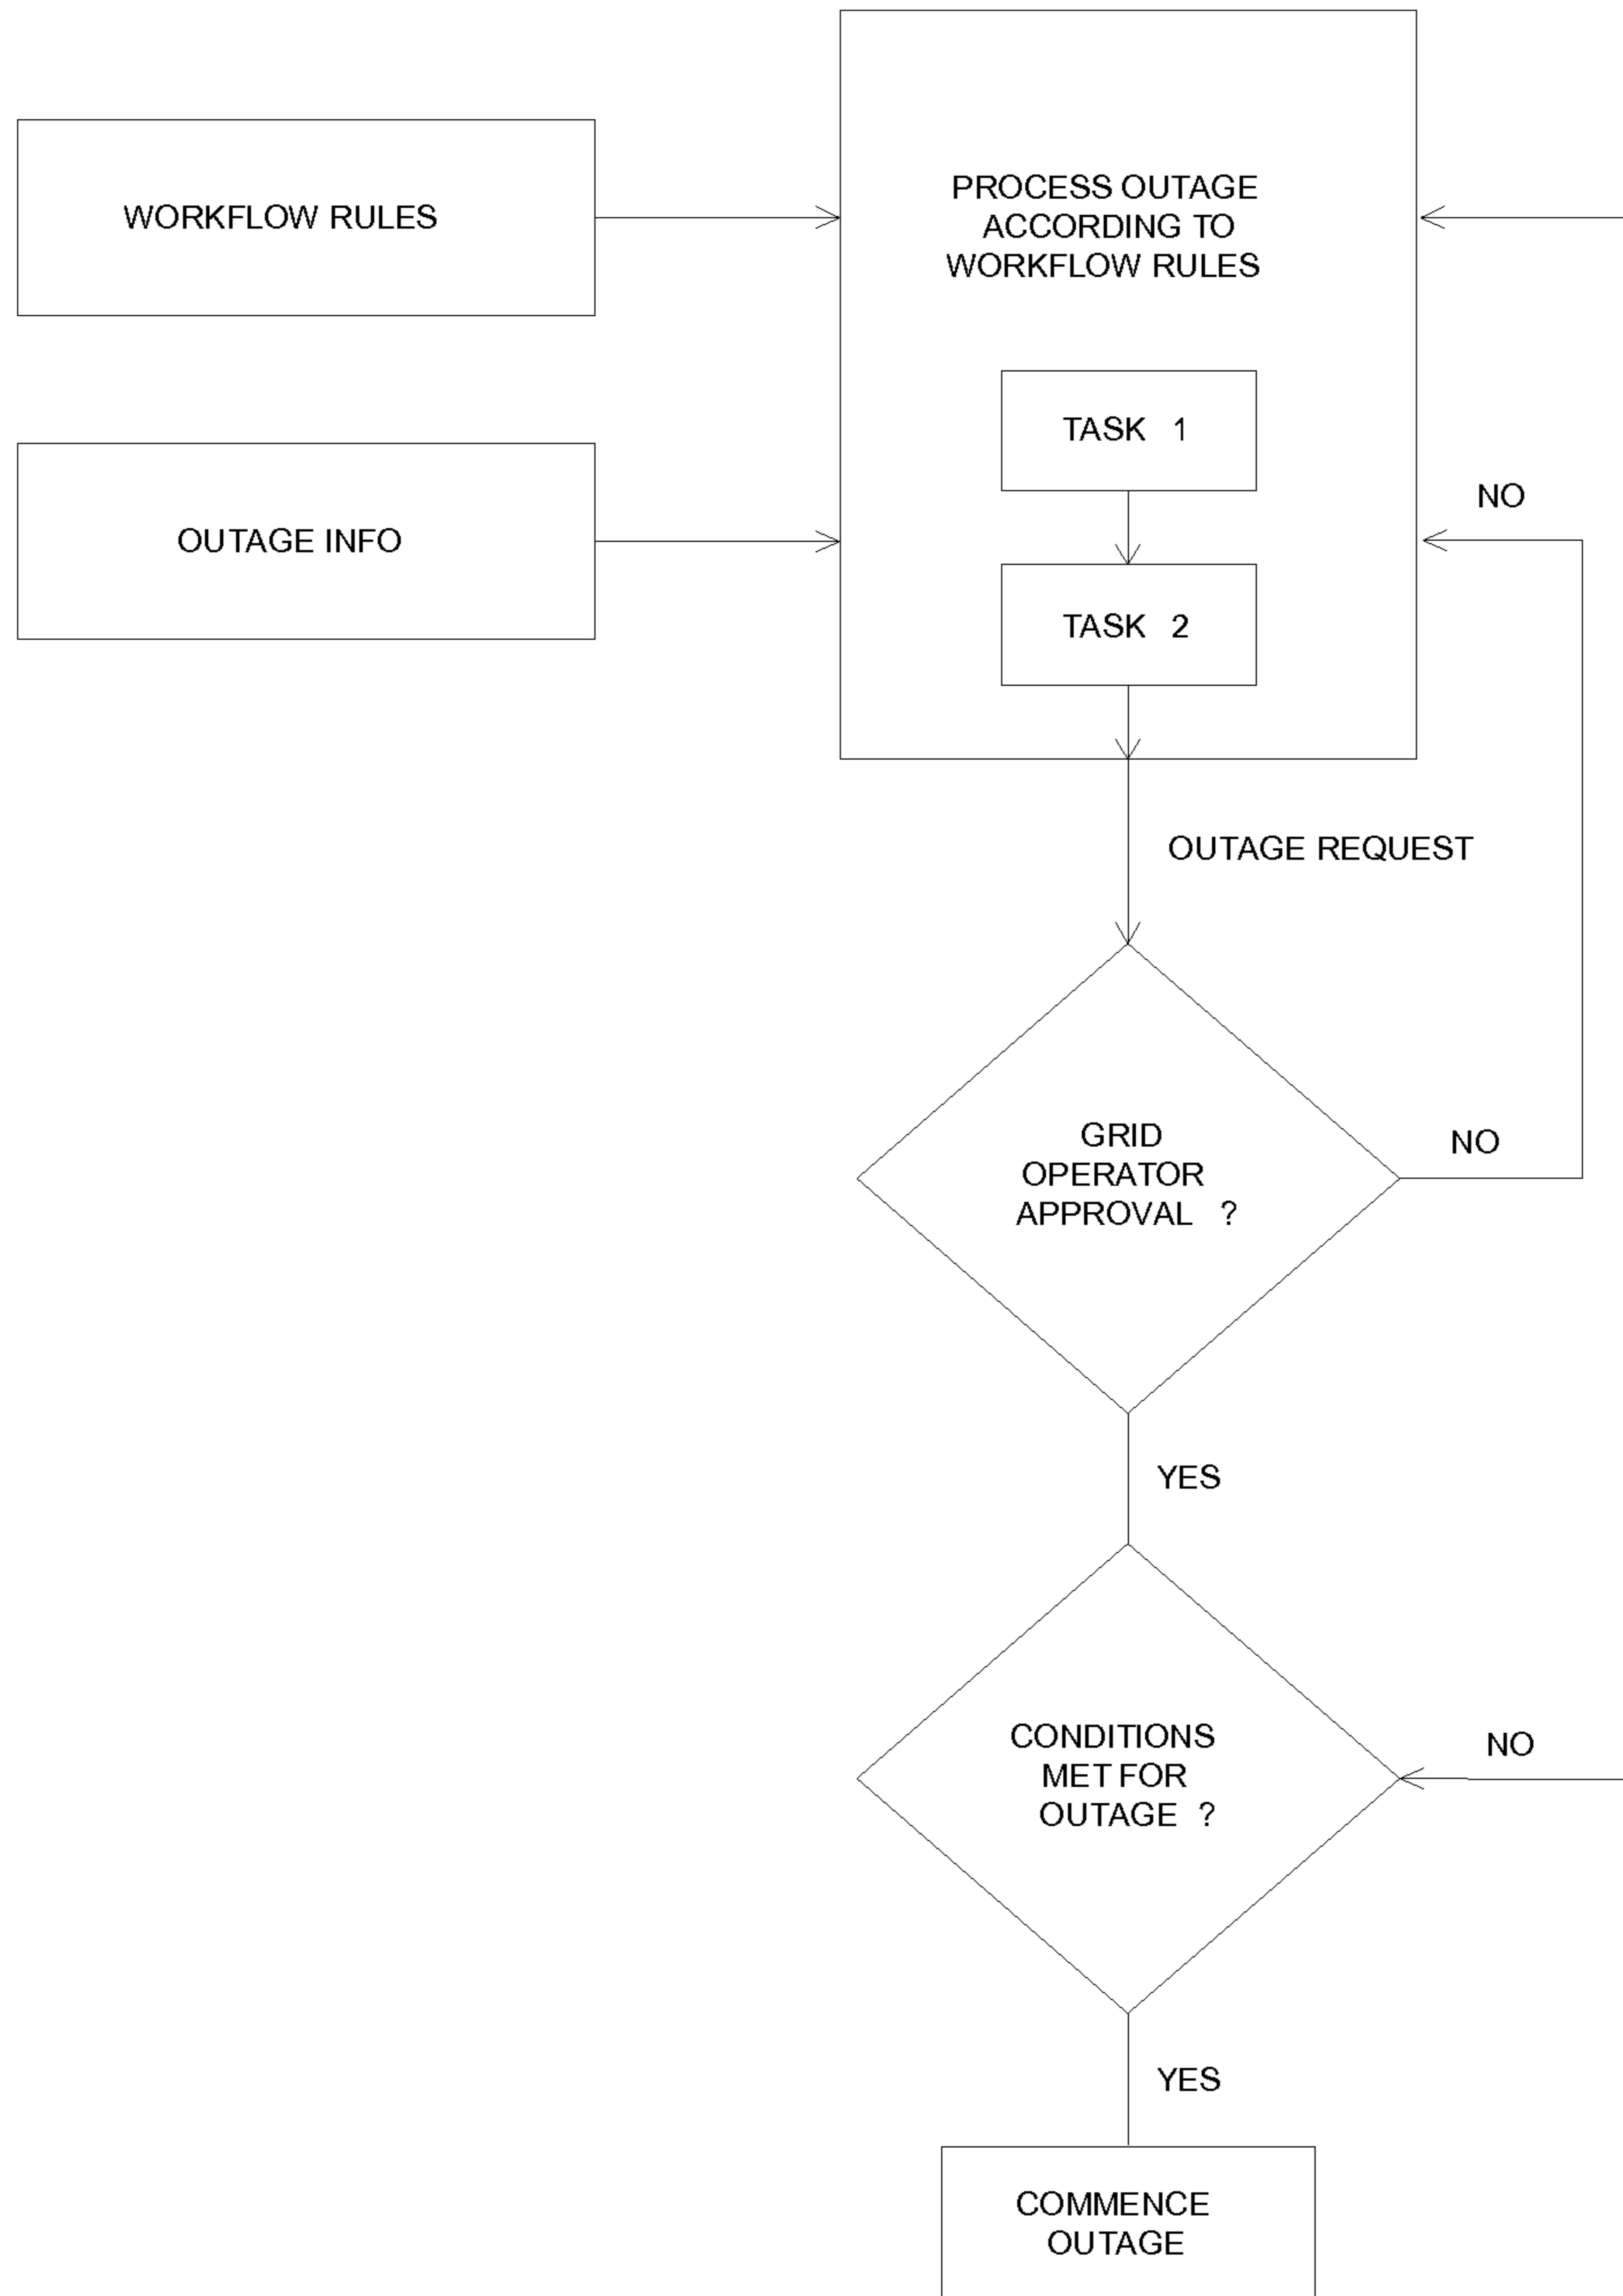 PROCESS OUTAGE
ACCORDING TO
WORKFLOW RULES
WORKFLOW RULES
TASK 1
OUTAGE INFO
NO
TASK 2
OUTAGE REQUEST
GRID
OPERATOR
APPROVAL ?
NO
YES
CONDITIONS
MET FOR
OUTAGE ?
NO
YES
COMMENCE
OUTAGE